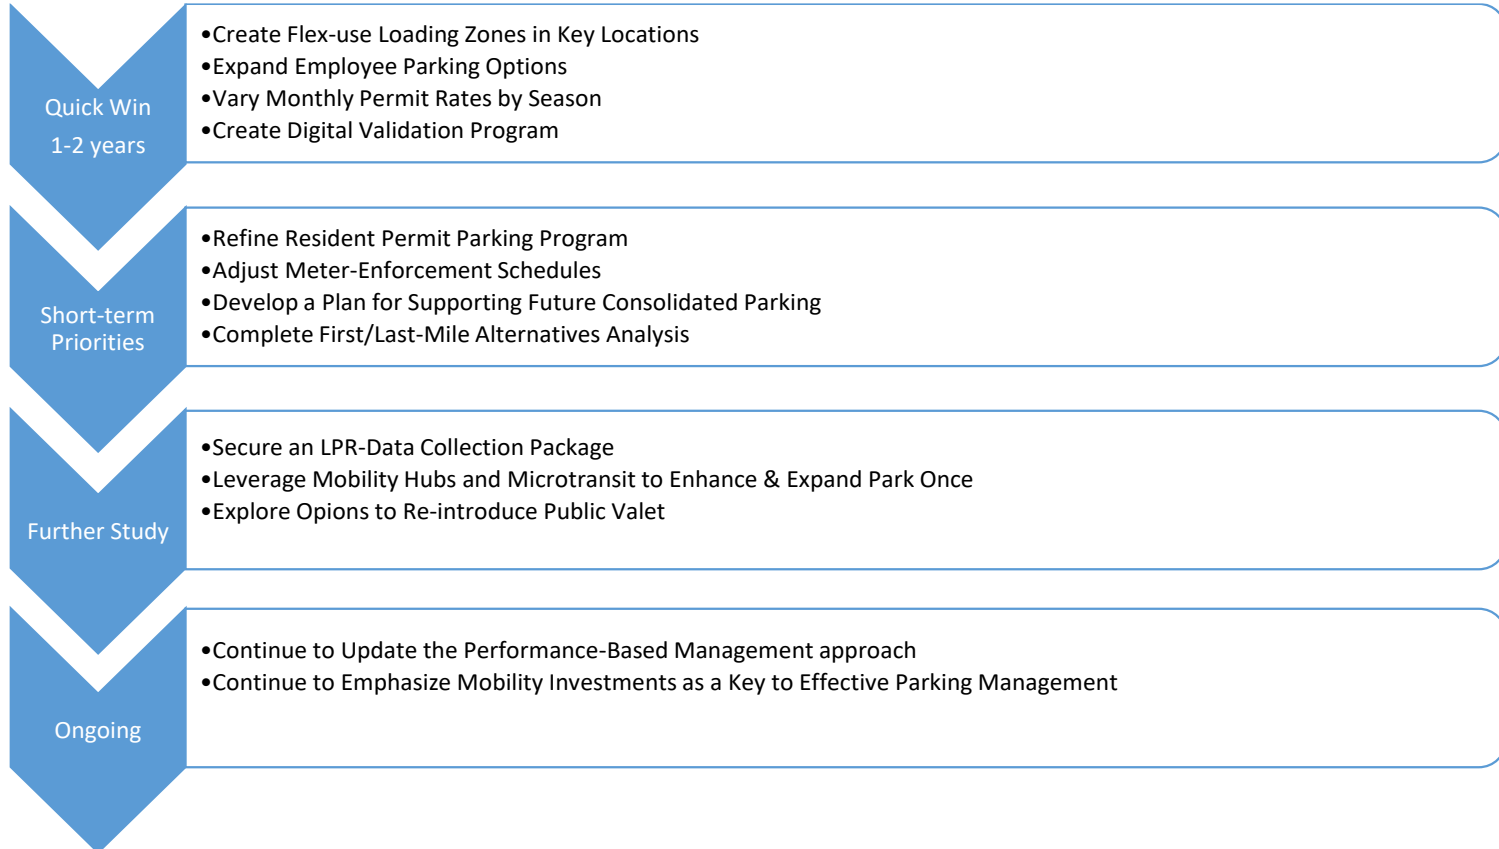 Quick Win
1-2 years
•Create Flex-use Loading Zones in Key Locations
•Expand Employee Parking Options
•Vary Monthly Permit Rates by Season
•Create Digital Validation Program
Short-term
Priorities
•Refine Resident Permit Parking Program
•Adjust Meter-Enforcement Schedules
•Develop a Plan for Supporting Future Consolidated Parking
•Complete First/Last-Mile Alternatives Analysis
Further Study
•Secure an LPR-Data Collection Package
•Leverage Mobility Hubs and Microtransit to Enhance & Expand Park Once
•Explore Opions to Re-introduce Public Valet
Ongoing
•Continue to Update the Performance-Based Management approach
•Continue to Emphasize Mobility Investments as a Key to Effective Parking Management